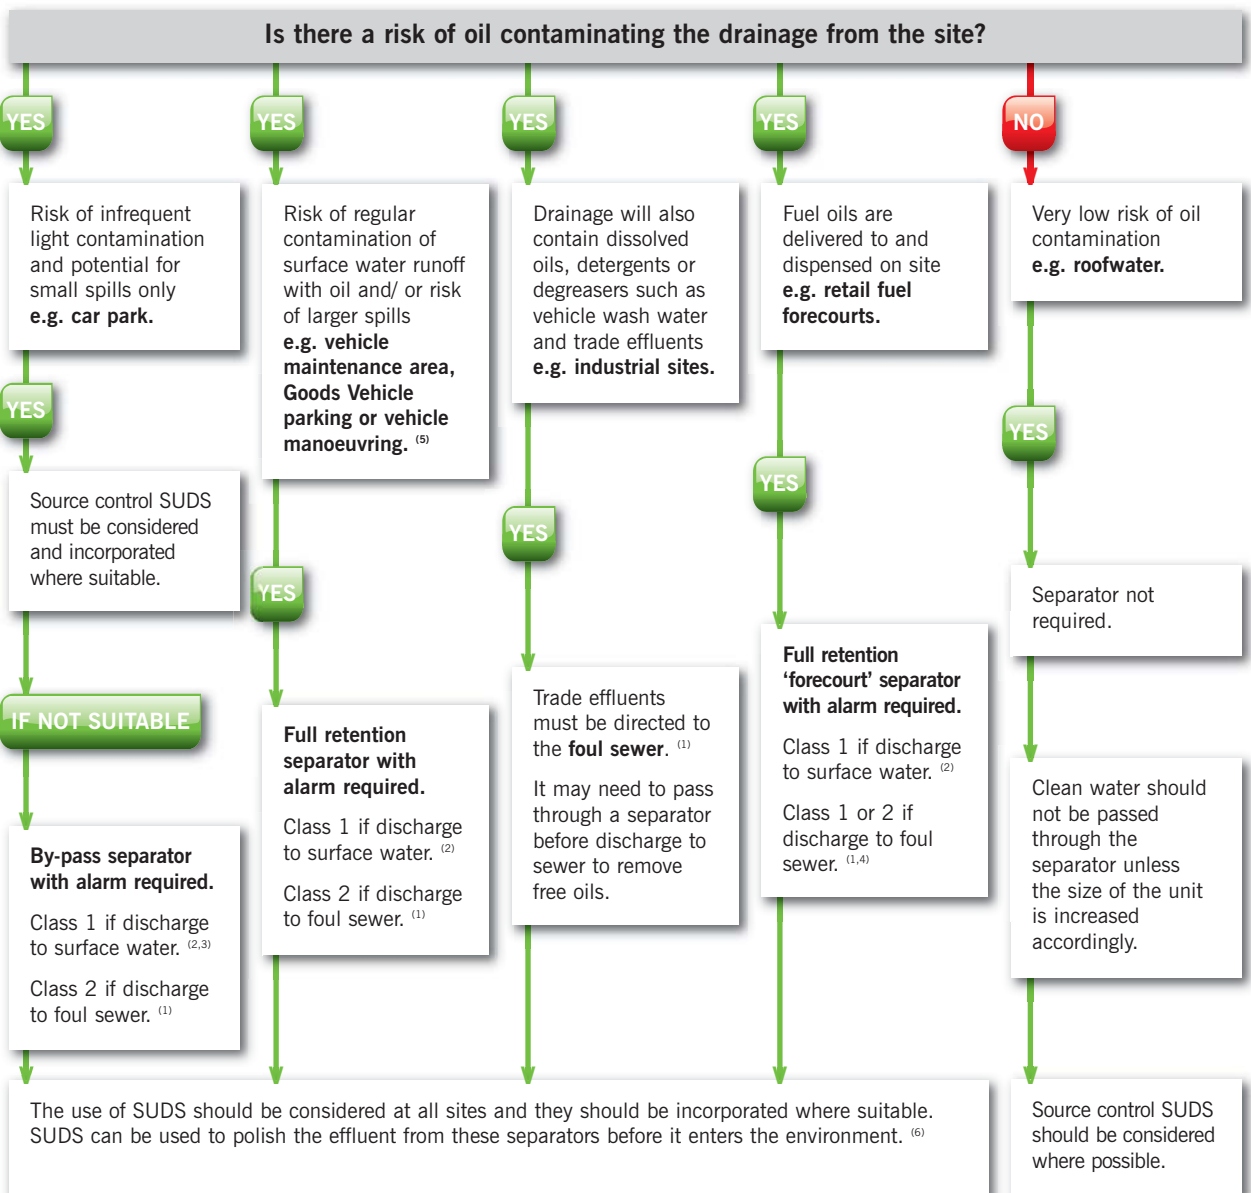 Is there a risk of oil contaminating the drainage from the site?
YES
Risk of infrequent
light contamination
and potential for
small spills only
e.g. car park.
YES
Source control SUDS
must be considered
and incorporated
where suitable.
IF NOT SUITABLE
By-pass separator
with alarm required.
Class 1 if discharge
to surface water. (2,3)
Class 2 if discharge
to foul sewer. (1)
YES
Risk of regular
contamination of
surface water runoff
with oil and/ or risk
of larger spills
e.g. vehicle
maintenance area,
Goods Vehicle
parking or vehicle
manoeuvring. (5)
YES
Full retention
separator with
alarm required.
Class 1 if discharge
to surface water. (2)
Class 2 if discharge
to foul sewer. (1)
YES
Drainage will also
contain dissolved
oils, detergents or
degreasers such as
vehicle wash water
and trade effluents
e.g. industrial sites.
YES
Trade effluents
must be directed to
the foul sewer. (1)
It may need to pass
through a separator
before discharge to
sewer to remove
free oils.
YES
Fuel oils are
delivered to and
dispensed on site
e.g. retail fuel
forecourts.
YES
Full retention
‘forecourt’ separator
with alarm required.
Class 1 if discharge
to surface water. (2)
Class 1 or 2 if
discharge to foul
sewer. (1,4)
NO
Very low risk of oil
contamination
e.g. roofwater.
YES
Separator not
required.
Clean water should
not be passed
through the
separator unless
the size of the unit
is increased
accordingly.
The use of SUDS should be considered at all sites and they should be incorporated where suitable.
SUDS can be used to polish the effluent from these separators before it enters the environment. (6)
Source control SUDS
should be considered
where possible.